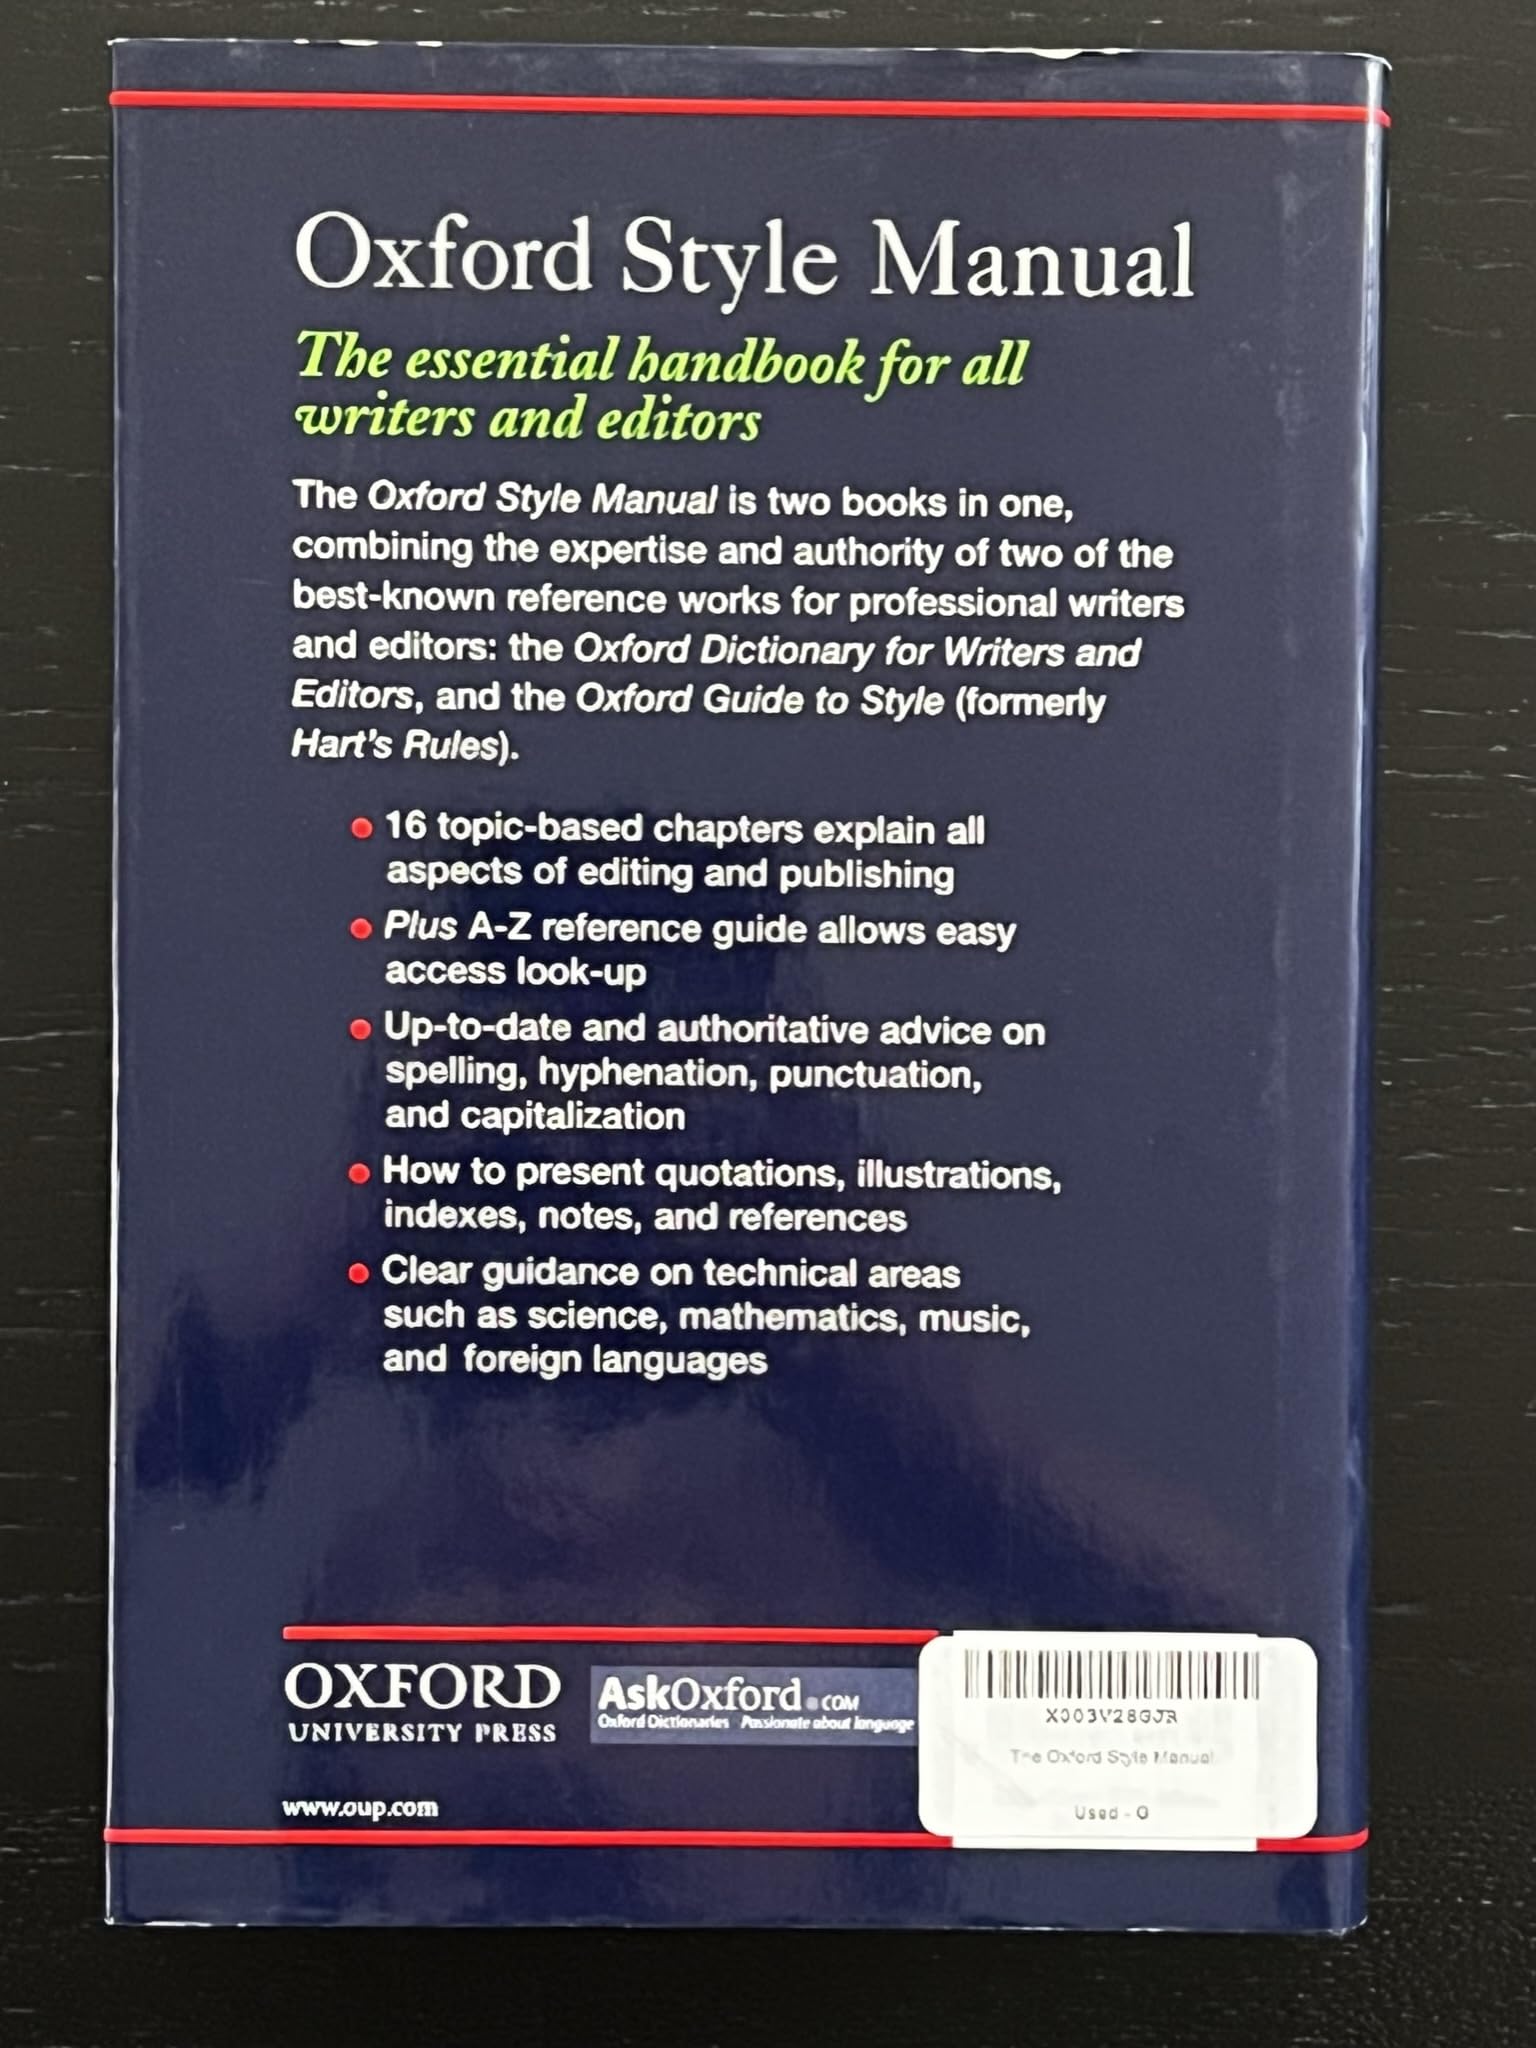 Oxford Style Manual
The essential handbook for all
writers and editors
The Oxford Style Manual is two books in one,
combining the expertise and authority of two of the
best-known reference works for professional writers
and editors: the Oxford Dictionary for Writers and
Editors, and the Oxford Guide to Style (formerly
Hart's Rules).
• 16 topic-based chapters explain all
aspects of editing and publishing
• Plus A-Z reference guide allows easy
access look-up
• Up-to-date and authoritative advice on
spelling, hyphenation, punctuation,
and capitalization
• How to present quotations, illustrations,
indexes, notes, and references
• Clear guidance on technical areas
such as science, mathematics, music,
and foreign languages
OXFORD
UNIVERSITY PRESS
AskOxford.COM
Oxford Dictionaries Passionate about language
www.oup.com
The Oxford Style Manual
Used - G